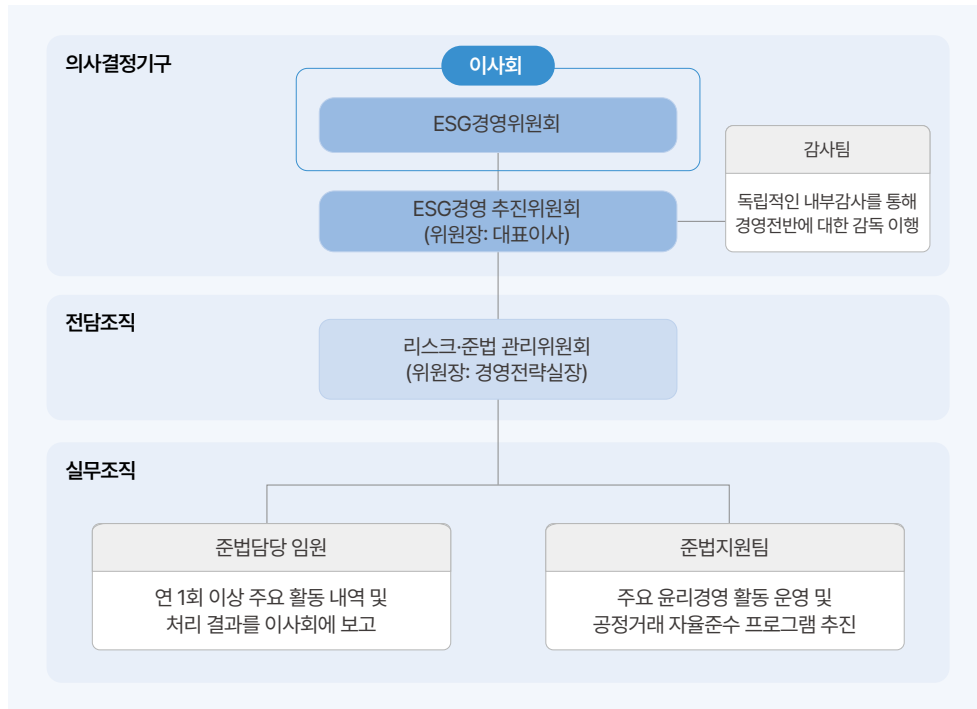 의사결정기구
이사회
ESG경영위원회
ESG경영 추진위원회
(위원장: 대표이사)
감사팀
독립적인 내부감사를 통해
경영전반에 대한 감독 이행
전담조직
리스크·준법 관리위원회
(위원장: 경영전략실장)
실무조직
준법담당 임원
연 1회 이상 주요 활동 내역 및
처리 결과를 이사회에 보고
준법지원팀
주요 윤리경영 활동 운영 및
공정거래 자율준수 프로그램 추진